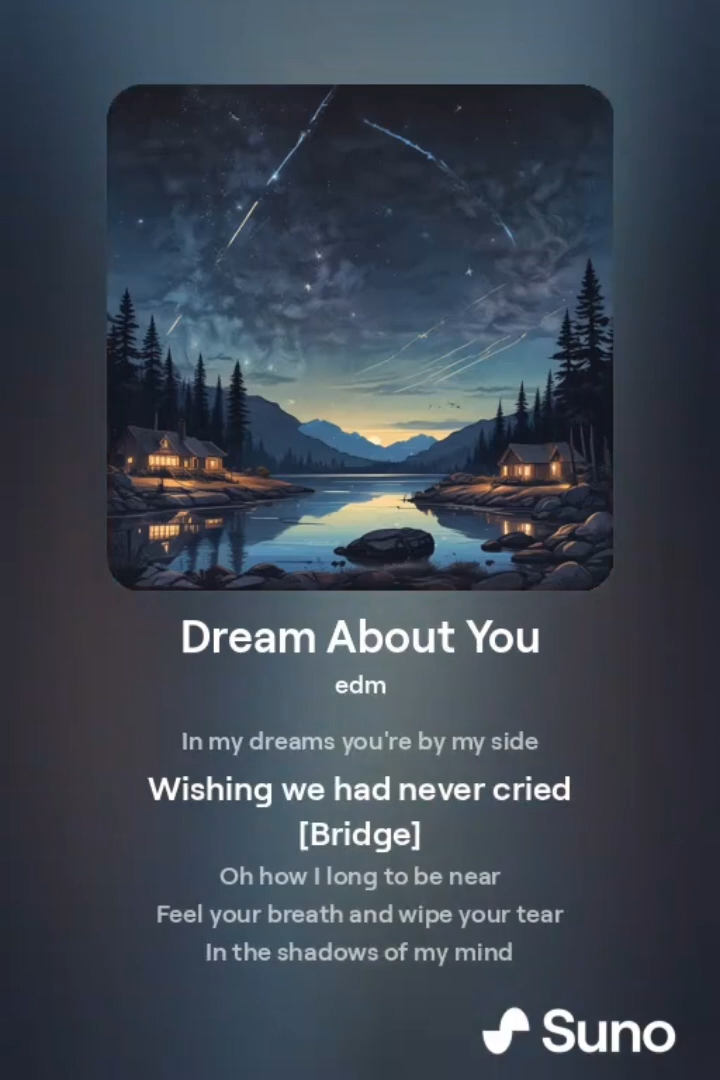 Dream About You
edm
In my dreams you're by my side
Wishing we had never cried
[Bridge]
Oh how I long to be near
Feel your breath and wipe your tear
In the shadows of my mind
Suno